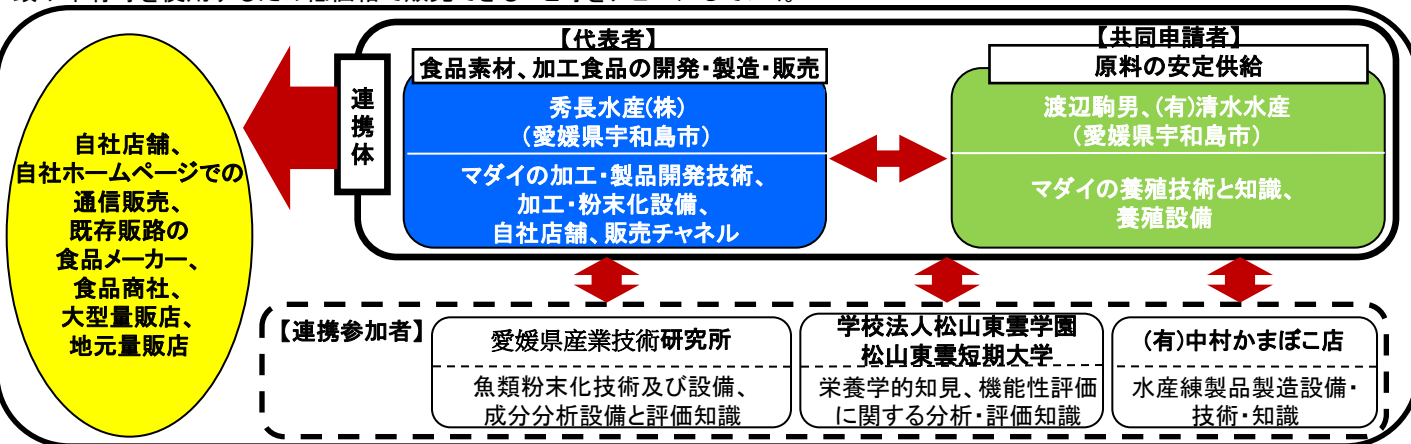 【代表者】
食品素材、加工食品の開発・製造・販売
秀長水産(株)
(愛媛県宇和島市)
マダイの加工・製品開発技術、
加工・粉末化設備、
自社店舗、販売チャネル
【共同申請者】
原料の安定供給
渡辺駒男、(有)清水水産
(愛媛県宇和島市)
マダイの養殖技術と知識、
養殖設備
連携体
自社店舗、
自社ホームページでの
通信販売、
既存販路の
食品メーカー、
食品商社、
大型量販店、
地元量販店
【連携参加者】
愛媛県産業技術研究所
魚類粉末化技術及び設備、
成分分析設備と評価知識
学校法人松山東雲学園
松山東雲短期大学
栄養学的知見、機能性評価
に関する分析・評価知識
(有)中村かまぼこ店
水産練製品製造設備・
技術・知識